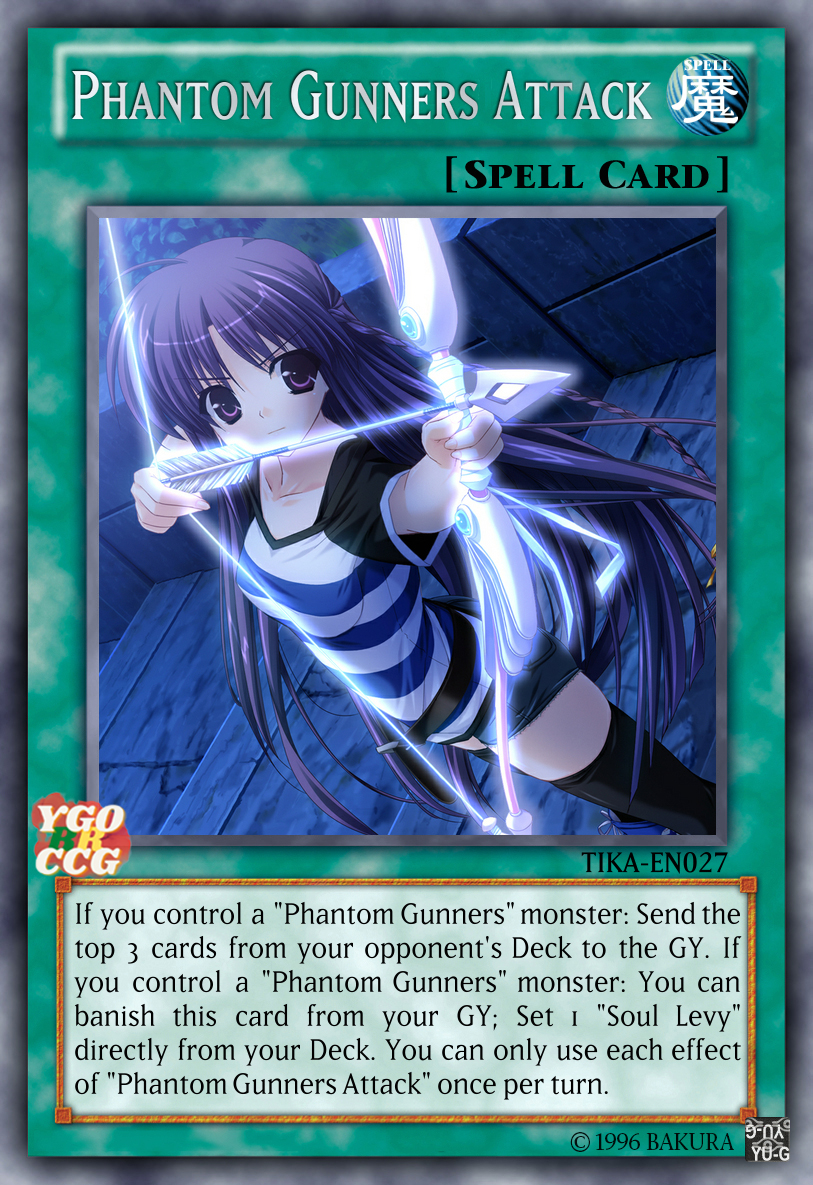 PHANTOM GUNNERS ATTACK
SPELL
魔
[SPELL CARD]
YGO
BR
CCG
TIKA-EN027
If you control a "Phantom Gunners" monster: Send the
top 3 cards from your opponent's Deck to the GY. If
you control a "Phantom Gunners" monster: You can
banish this card from your GY; Set 1 "Soul Levy"
directly from your Deck. You can only use each effect
of "Phantom Gunners Attack" once per turn.
© 1996 BAKURA
YU-G
YU-G